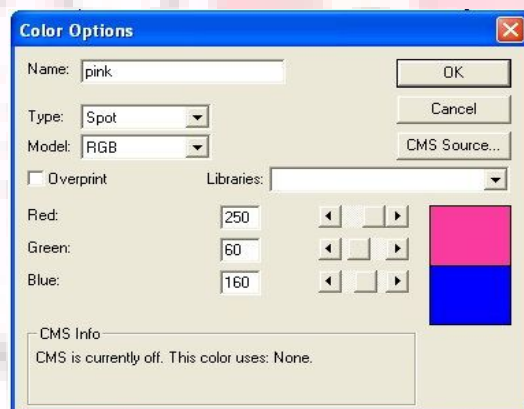 Color Options
Name: pink OK
Type: Spot Cancel
Model: RGB CMS Source...
Overprint Libraries:
Red: 250
Green: 60
Blue: 160
CMS Info
CMS is currently off. This color uses: None.